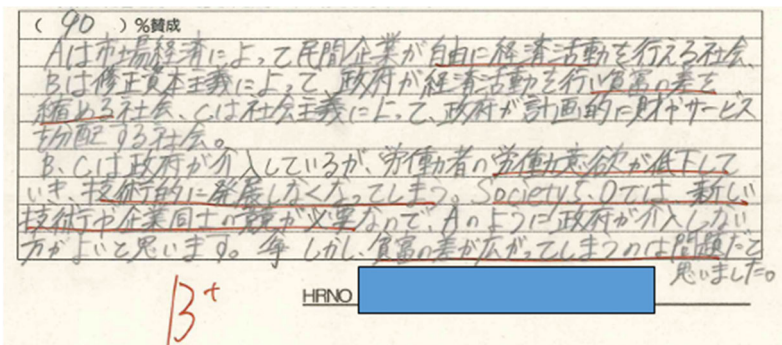 （ 90 ）％賛成
Aは市場経済によって民間企業が自由に経済活動を行える社会、
Bは修正資本主義によって、政府が経済活動を行い貧富の差を
縮める社会、Cは社会主義によって、政府が計画的に財やサービス
を分配する社会。
B、Cは政府が介入しているが、労働者の労働意欲が低下して
いき、技術的に発展しなくなってしまう。Society5.0では、新しい
技術や企業同士の競争が必要なので、Aのように政府が介入しない
方がよいと思います。しかし、貧富の差が広がってしまうのは問題だと
思いました。
B+
HRNO